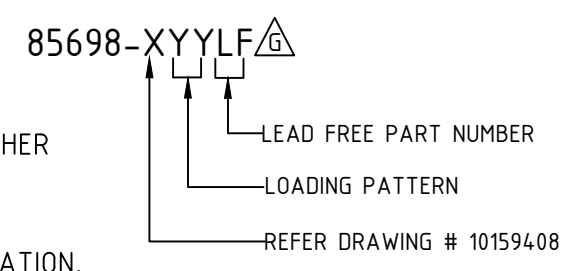 85698-XYYLF G
LEAD FREE PART NUMBER
HER
LOADING PATTERN
REFER DRAWING # 10159408
ATION.